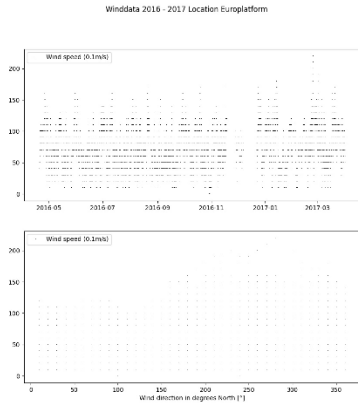 Winddata 2016 - 2017 Location Europlatform
Wind speed (0.1m/s)
200
150
100
50
0
2016-05 2016-07 2016-09 2016-11 2017-01 2017-03
Wind speed (0.1m/s)
200
150
100
50
0
0 50 100 150 200 250 300 350
Wind direction in degrees North [°]